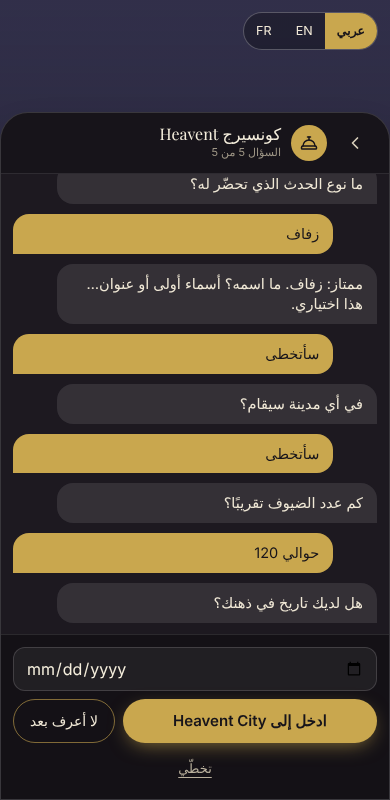 عربي
EN
FR
كونسيرج Heavent
السؤال 5 من 5
ما نوع الحدث الذي تحضّر له؟
زفاف
ممتاز: زفاف. ما اسمه؟ أسماء أولى أو عنوان...
هذا اختياري.
سأتخطى
في أي مدينة سيقام؟
سأتخطى
كم عدد الضيوف تقريبًا؟
حوالي 120
هل لديك تاريخ في ذهنك؟
mm/dd/yyyy
ادخل إلى Heavent City
لا أعرف بعد
تخطّي